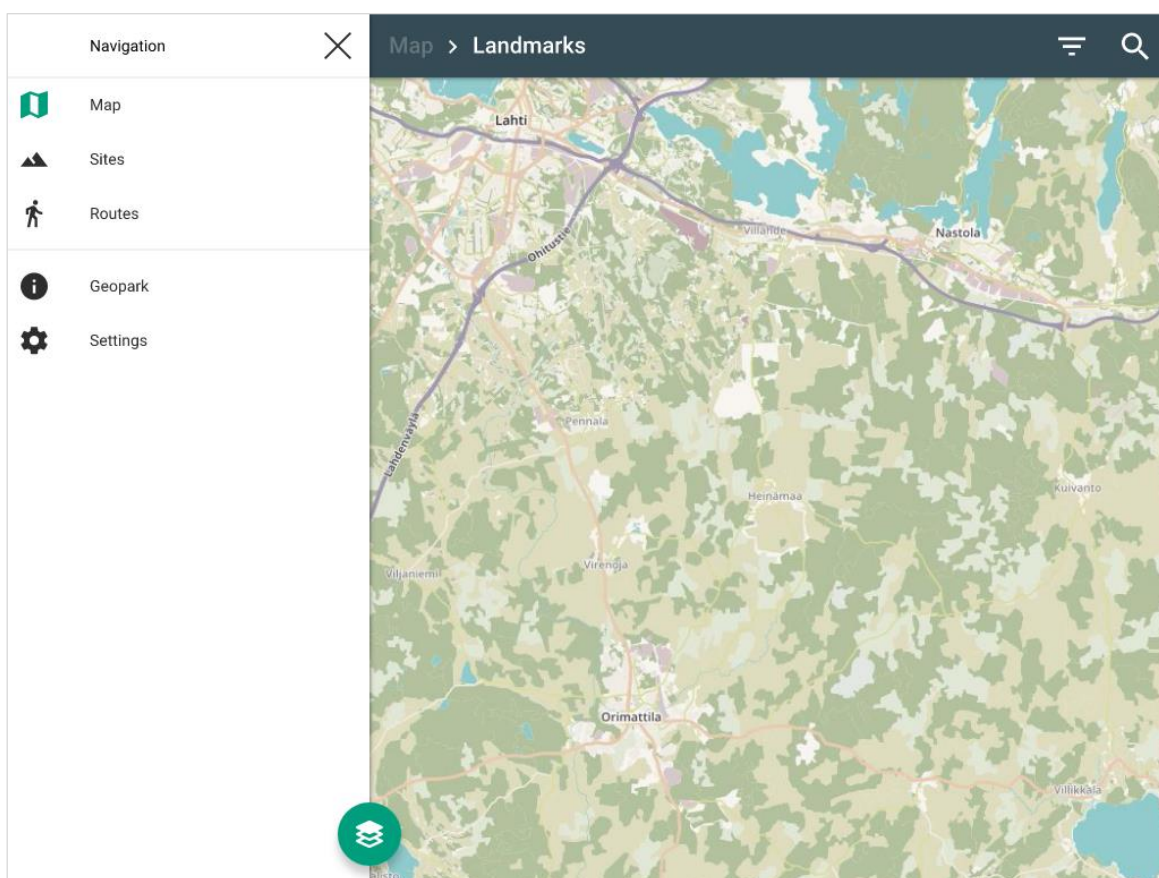 Navigation
Map
Sites
Routes
Geopark
Settings
Map > Landmarks
Lahti
Ohitustie
Villähde
Nastola
Lahdenväylä
Pennala
Heinämaa
Kuivanto
Virenoja
Viljaniemi
Orimattila
Villikkala